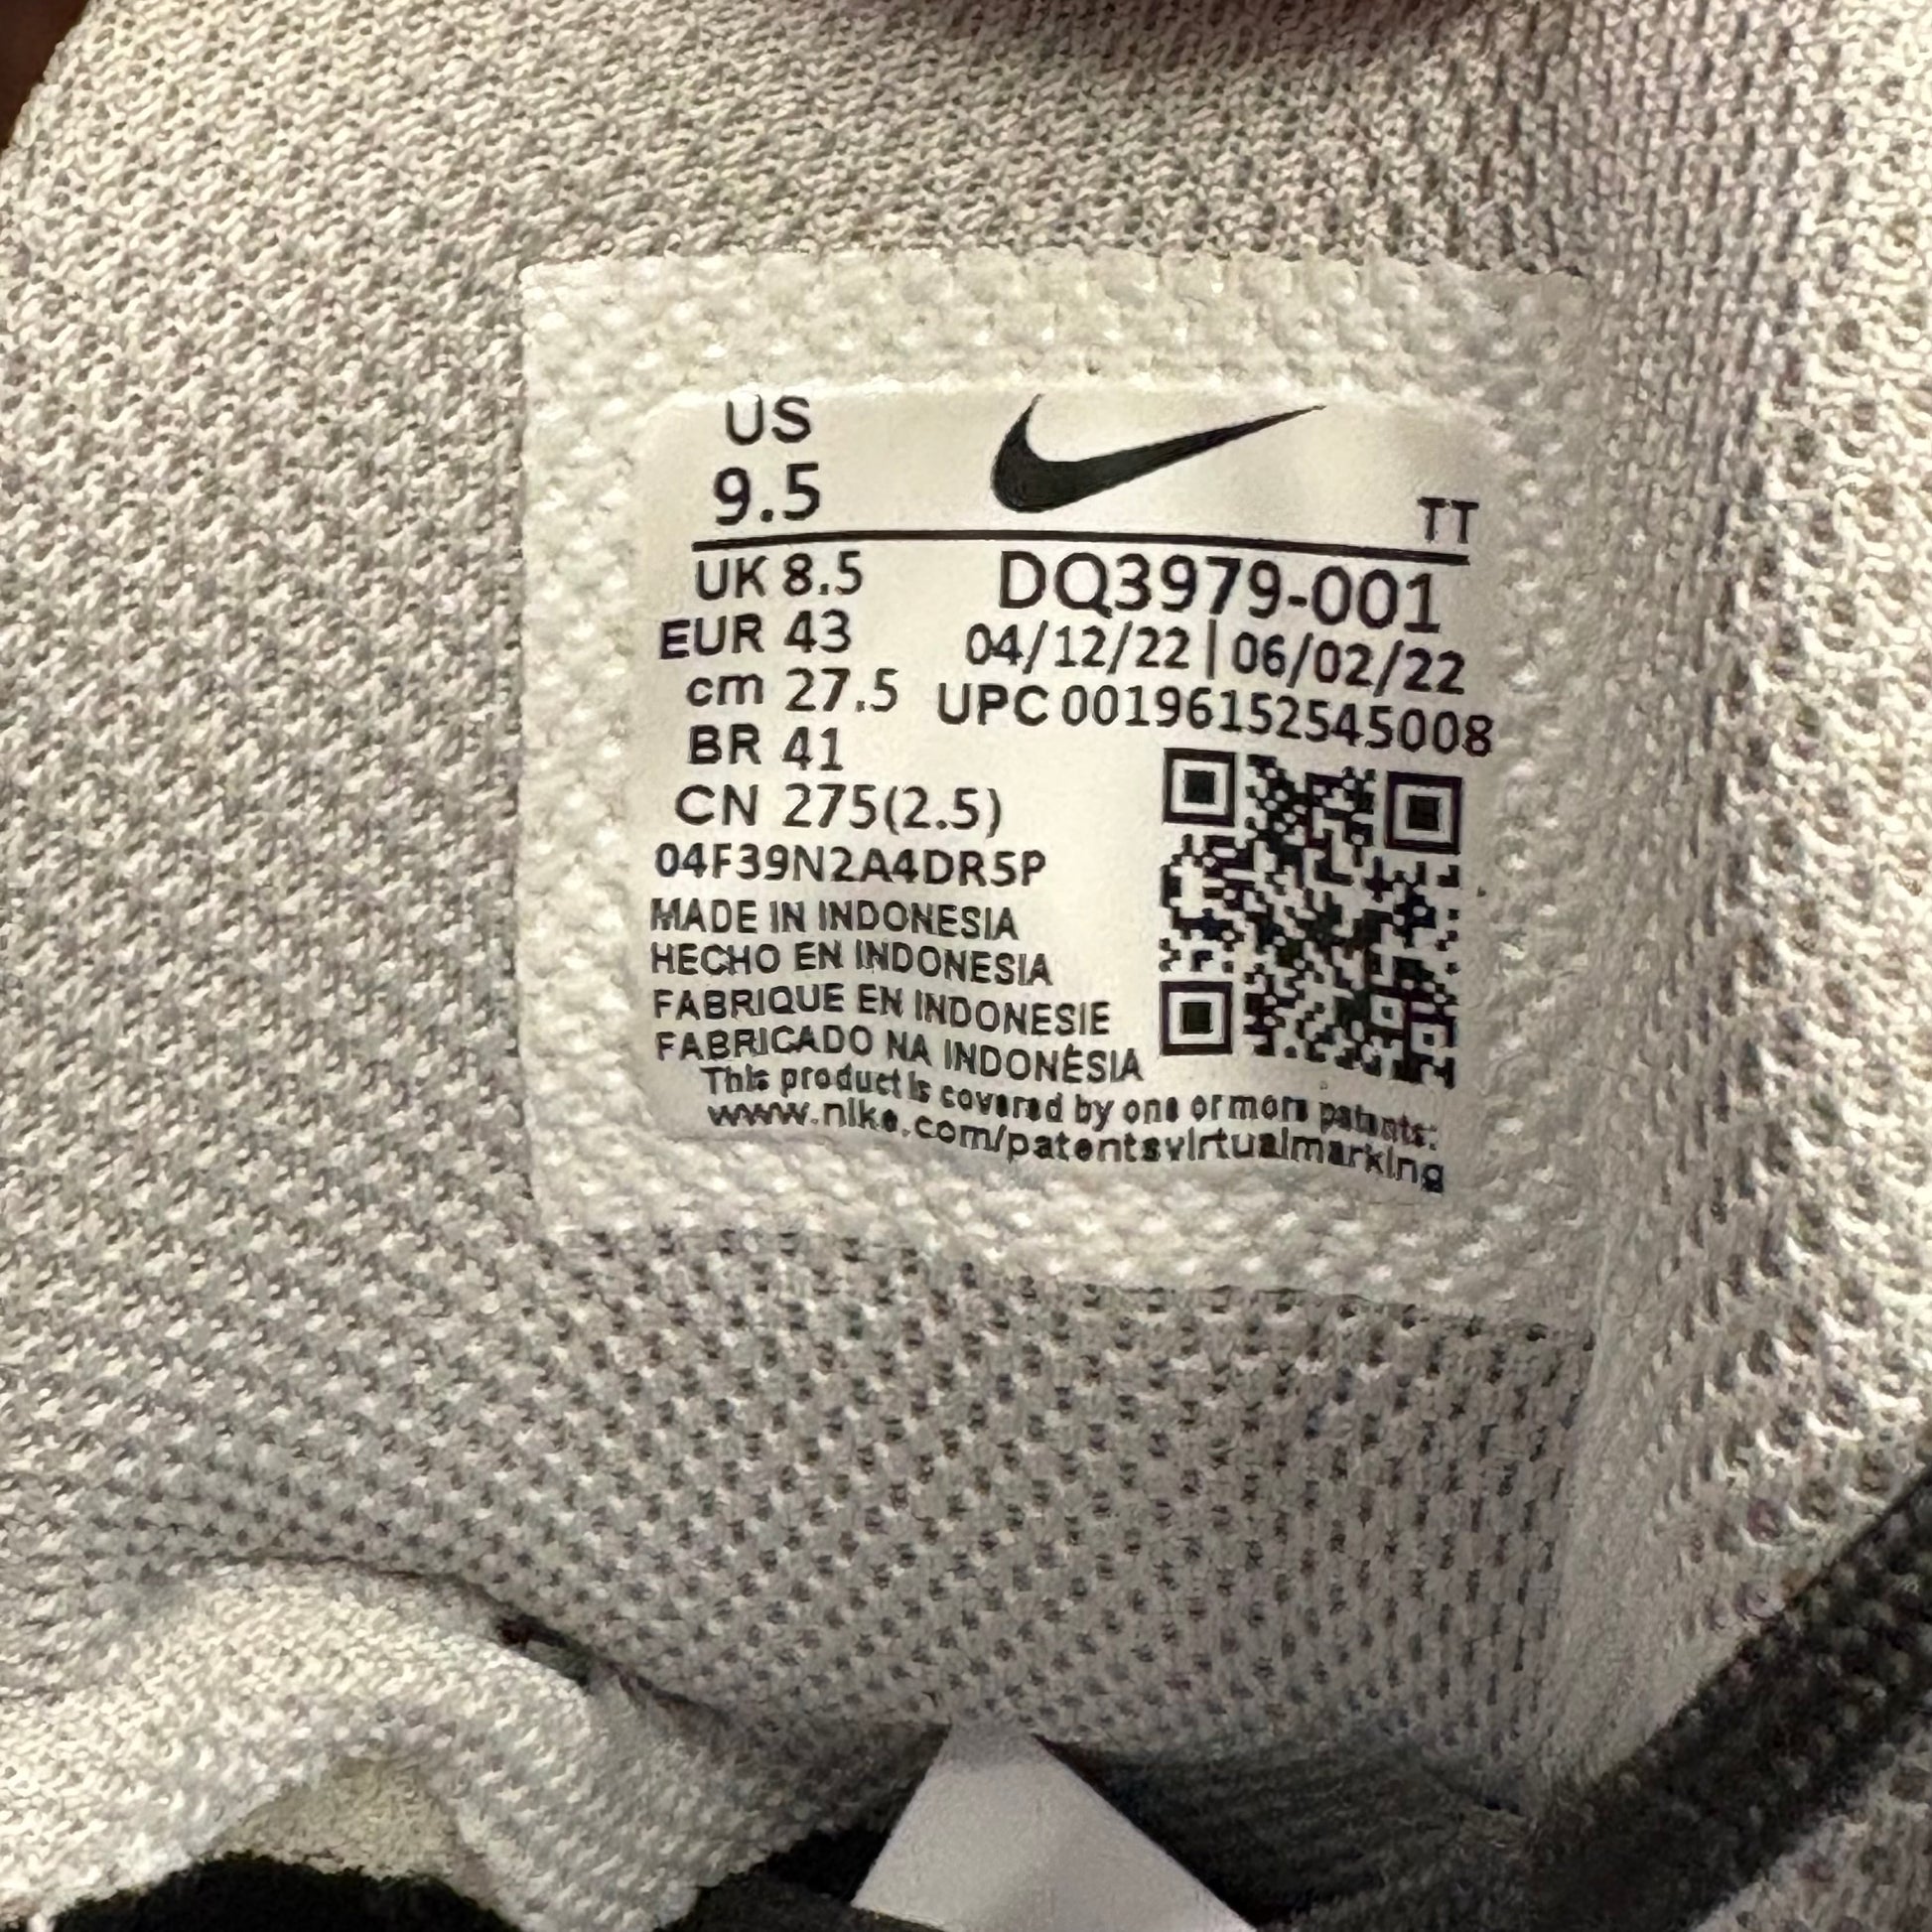 US
9.5
TT
UK 8.5
EUR 43
cm 27.5
BR 41
CN 275(2.5)
DQ3979-001
04/12/22 | 06/02/22
UPC 00196152545008
04F39N2A4DR5P
MADE IN INDONESIA
HECHO EN INDONESIA
FABRIQUE EN INDONESIE
FABRICADO NA INDONÉSIA
This product is covered by one or more patents:
www.nike.com/patentsvirtualmarking